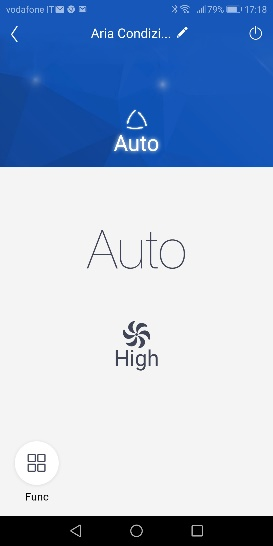 vodafone IT 79% 17:18
Aria Condizi...
Auto
Auto
High
Func